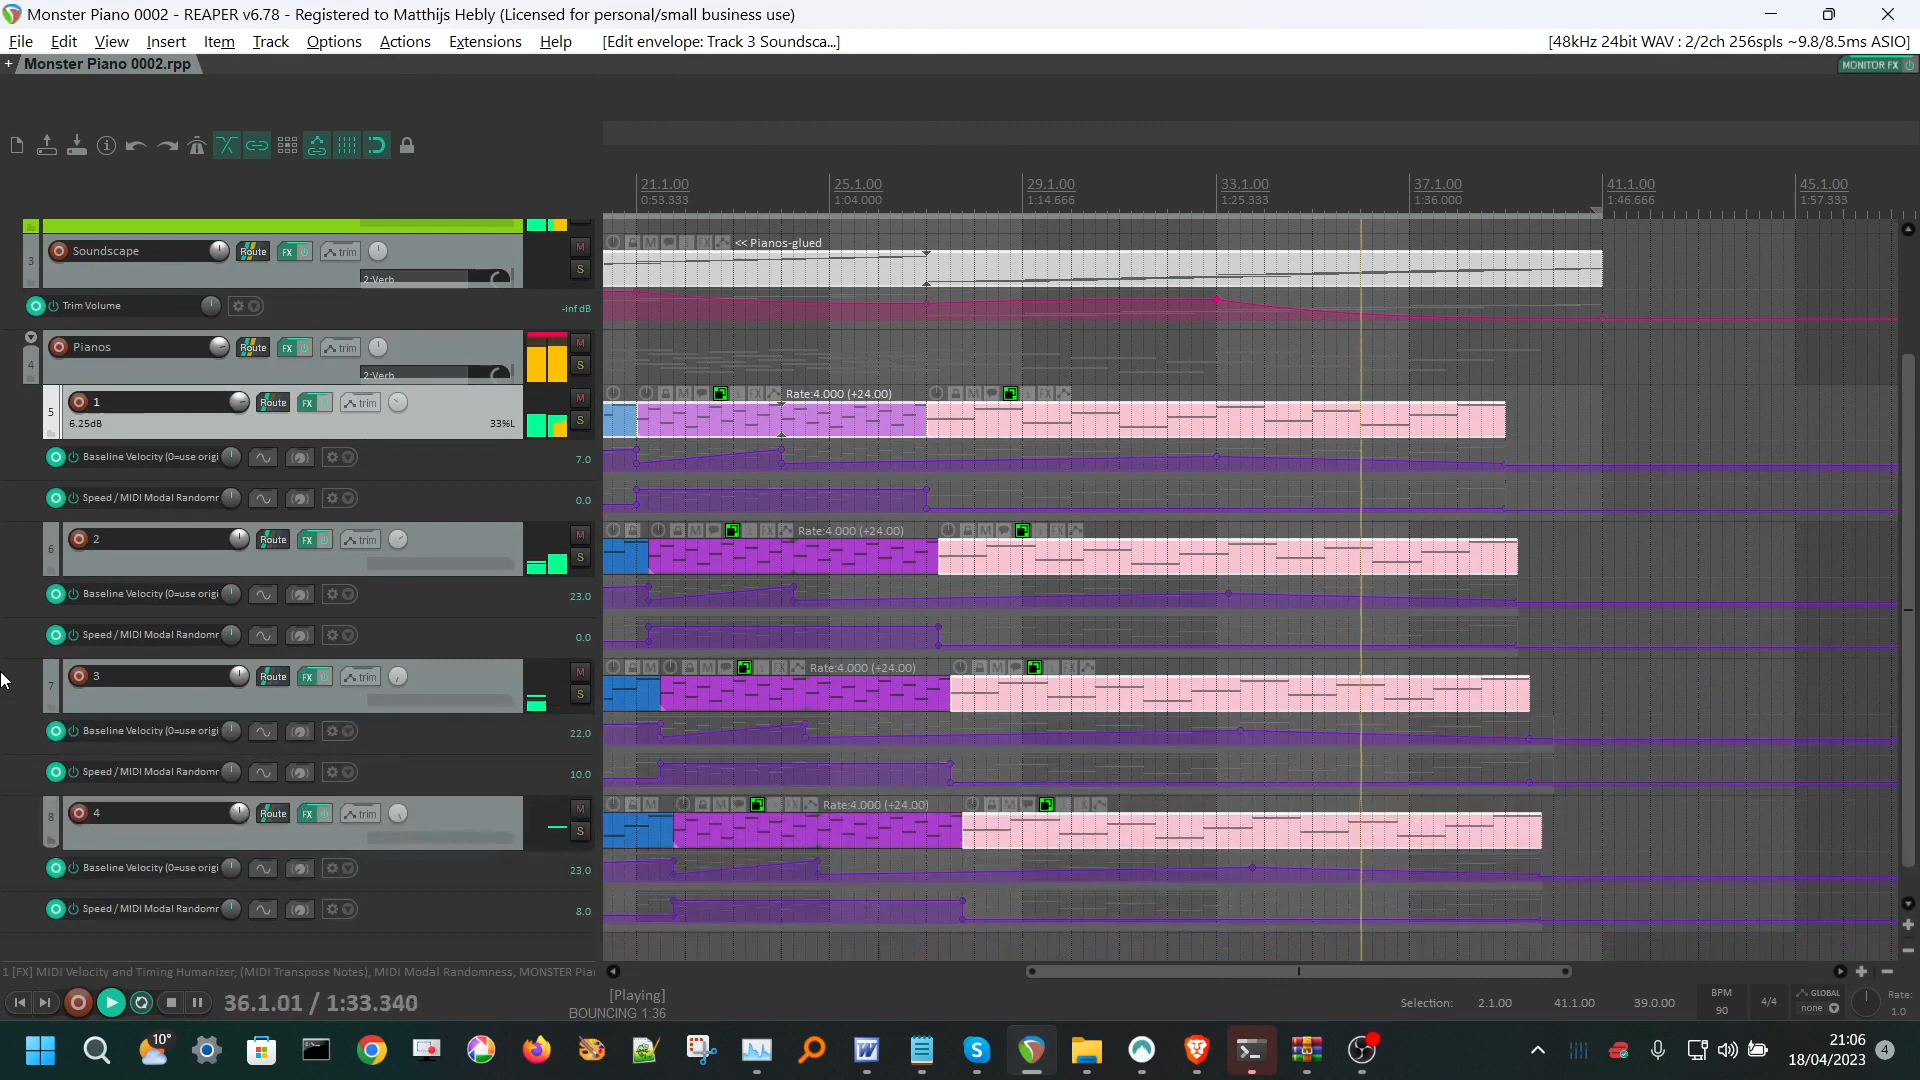 Monster Piano 0002 - REAPER v6.78 - Registered to Matthijs Hebly (Licensed for personal/small business use)
File Edit View Insert Item Track Options Actions Extensions Help [Edit envelope: Track 3 Soundsca...] [48kHz 24bit WAV : 2/2ch 256spls ~9.8/8.5ms ASIO]
+ Monster Piano 0002.rpp MONITOR FX
21.1.00 25.1.00 29.1.00 33.1.00 37.1.00 41.1.00 45.1.00
0:53.333 1:04.000 1:14.666 1:25.333 1:36.000 1:46.666 1:57.333
<< Pianos-glued
3 Soundscape Route FX trim M
S
2:Verb
Trim Volume -inf dB
4 Pianos Route FX trim M
S
2:Verb
Rate:4.000 (+24.00)
5 1 Route FX trim M
6.25dB 33%L S
Baseline Velocity (0=use origi 7.0
Speed / MIDI Modal Randomr 0.0
Rate:4.000 (+24.00)
6 2 Route FX trim M
S
Baseline Velocity (0=use origi 23.0
Speed / MIDI Modal Randomr 0.0
Rate:4.000 (+24.00)
7 3 Route FX trim M
S
Baseline Velocity (0=use origi 22.0
Speed / MIDI Modal Randomr 10.0
Rate:4.000 (+24.00)
8 4 Route FX trim M
S
Baseline Velocity (0=use origi 23.0
Speed / MIDI Modal Randomr 8.0
1 [FX] MIDI Velocity and Timing Humanizer, (MIDI Transpose Notes), MIDI Modal Randomness, MONSTER Pia
36.1.01 / 1:33.340 [Playing]
BOUNCING 1:36
Selection: 2.1.00 41.1.00 39.0.00 BPM 90 4/4 GLOBAL none Rate: 1.0
10°
21:06
18/04/2023 4